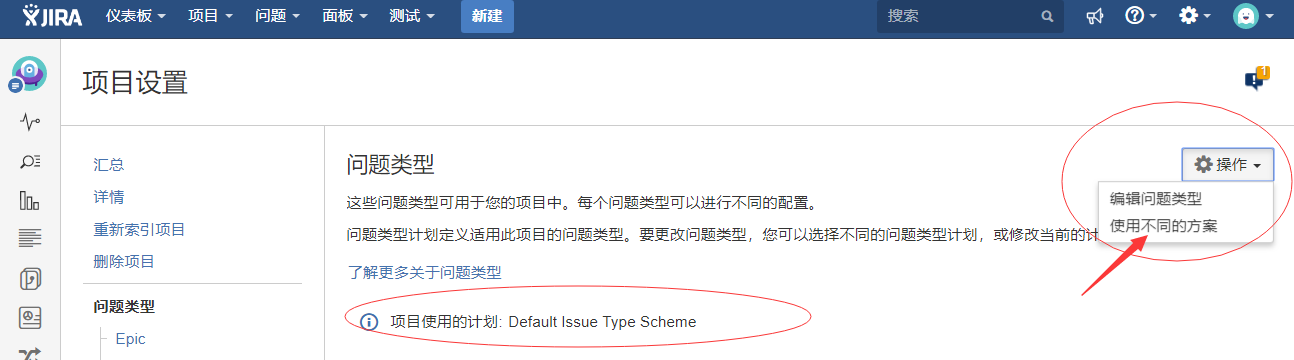 JIRA 仪表板 项目 问题 面板 测试 新建 搜索
项目设置
1
汇总
详情
重新索引项目
删除项目
问题类型
Epic
问题类型
操作
编辑问题类型
使用不同的方案
这些问题类型可用于您的项目中。每个问题类型可以进行不同的配置。
问题类型计划定义适用此项目的问题类型。要更改问题类型，您可以选择不同的问题类型计划，或修改当前的计
了解更多关于问题类型
项目使用的计划: Default Issue Type Scheme